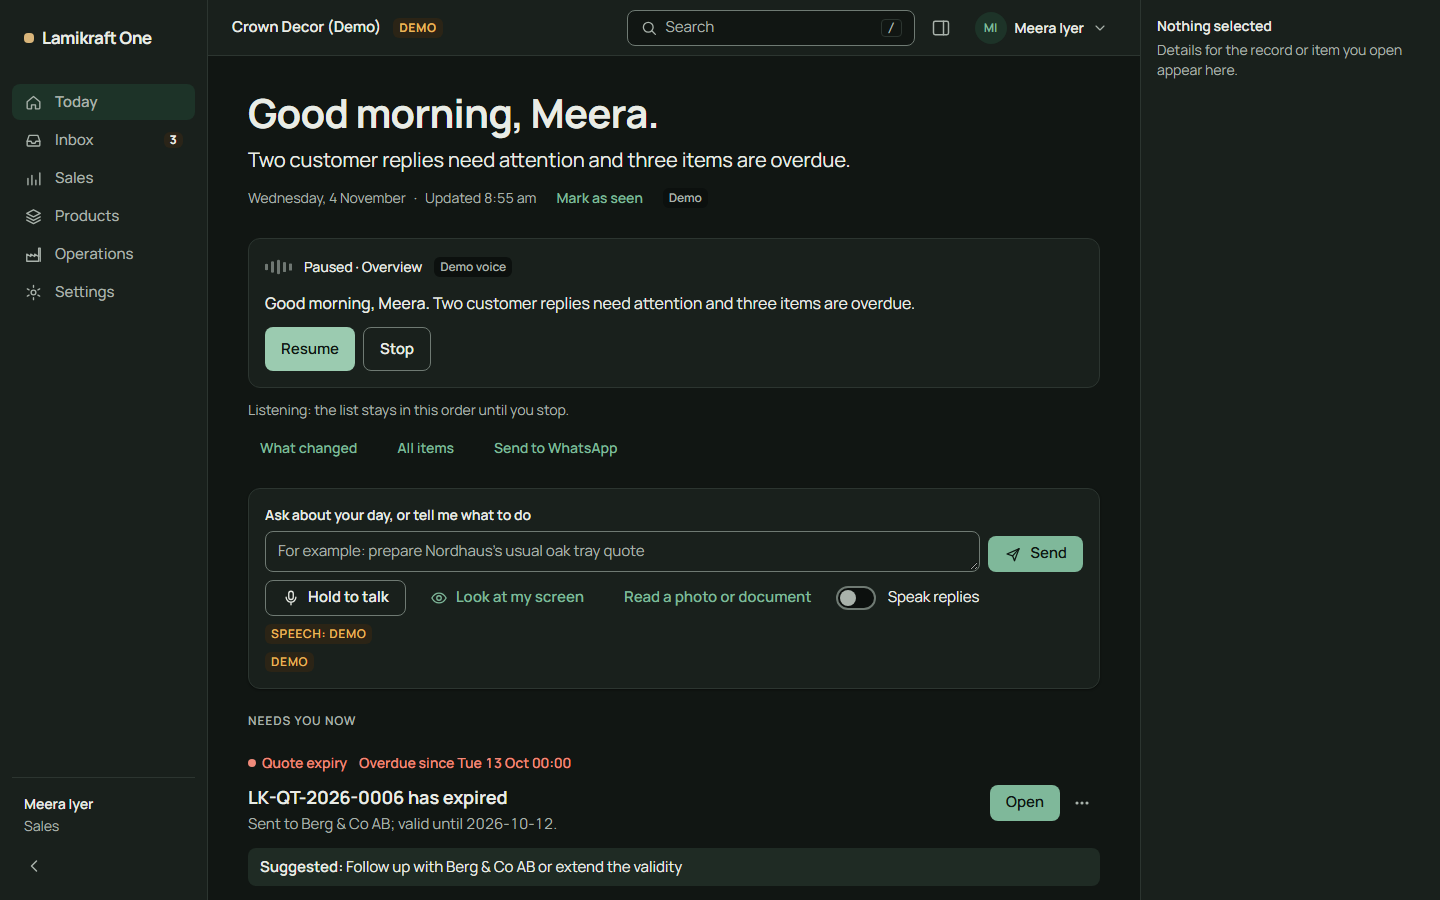 Lamikraft One
Today
Inbox 3
Sales
Products
Operations
Settings
Meera Iyer
Sales
Crown Decor (Demo) DEMO
Search /
MI Meera Iyer
Good morning, Meera.
Two customer replies need attention and three items are overdue.
Wednesday, 4 November · Updated 8:55 am Mark as seen Demo
Paused · Overview Demo voice
Good morning, Meera. Two customer replies need attention and three items are overdue.
Resume Stop
Listening: the list stays in this order until you stop.
What changed All items Send to WhatsApp
Ask about your day, or tell me what to do
For example: prepare Nordhaus's usual oak tray quote Send
Hold to talk Look at my screen Read a photo or document Speak replies
SPEECH: DEMO
DEMO
NEEDS YOU NOW
Quote expiry Overdue since Tue 13 Oct 00:00
LK-QT-2026-0006 has expired
Sent to Berg & Co AB; valid until 2026-10-12.
Open
Suggested: Follow up with Berg & Co AB or extend the validity
Nothing selected
Details for the record or item you open
appear here.